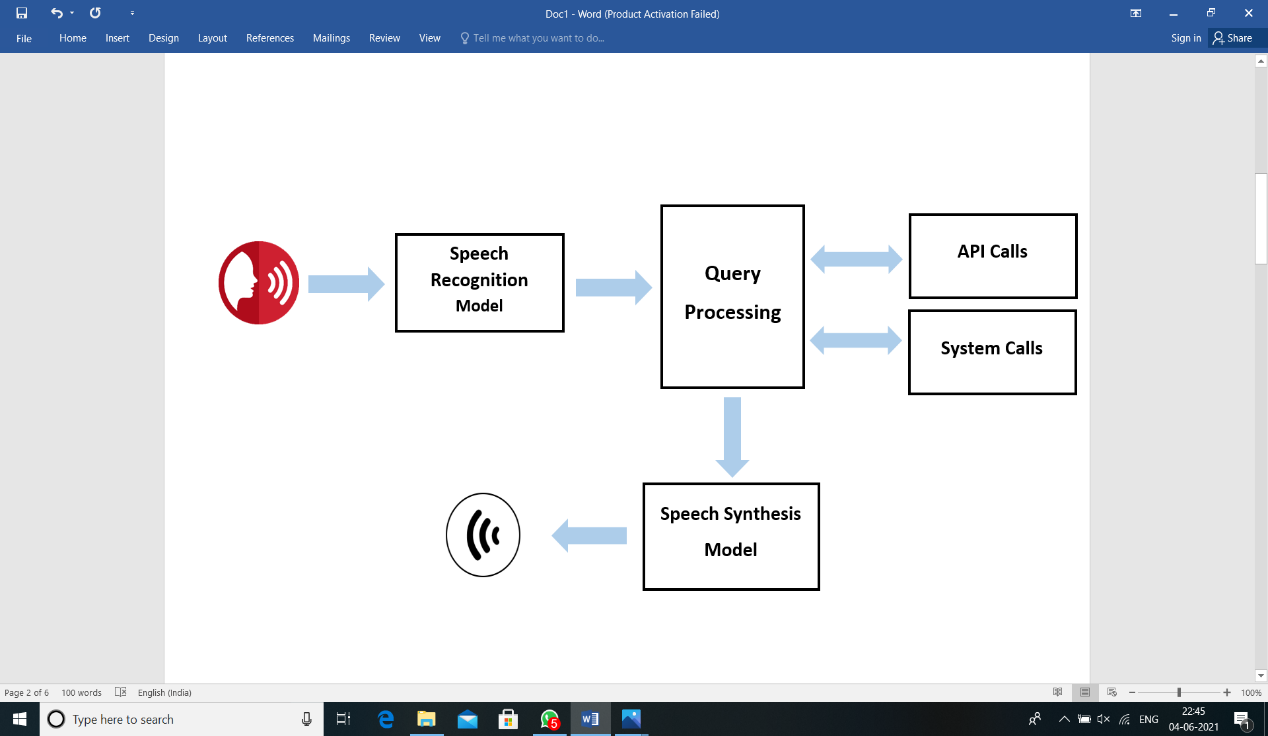 Doc1 - Word (Product Activation Failed)
File Home Insert Design Layout References Mailings Review View Tell me what you want to do... Sign in Share
Speech
Recognition
Model
Query
Processing
API Calls
System Calls
Speech Synthesis
Model
Page 2 of 6 100 words English (India) 100%
Type here to search
5
ENG
22:45
04-06-2021
1